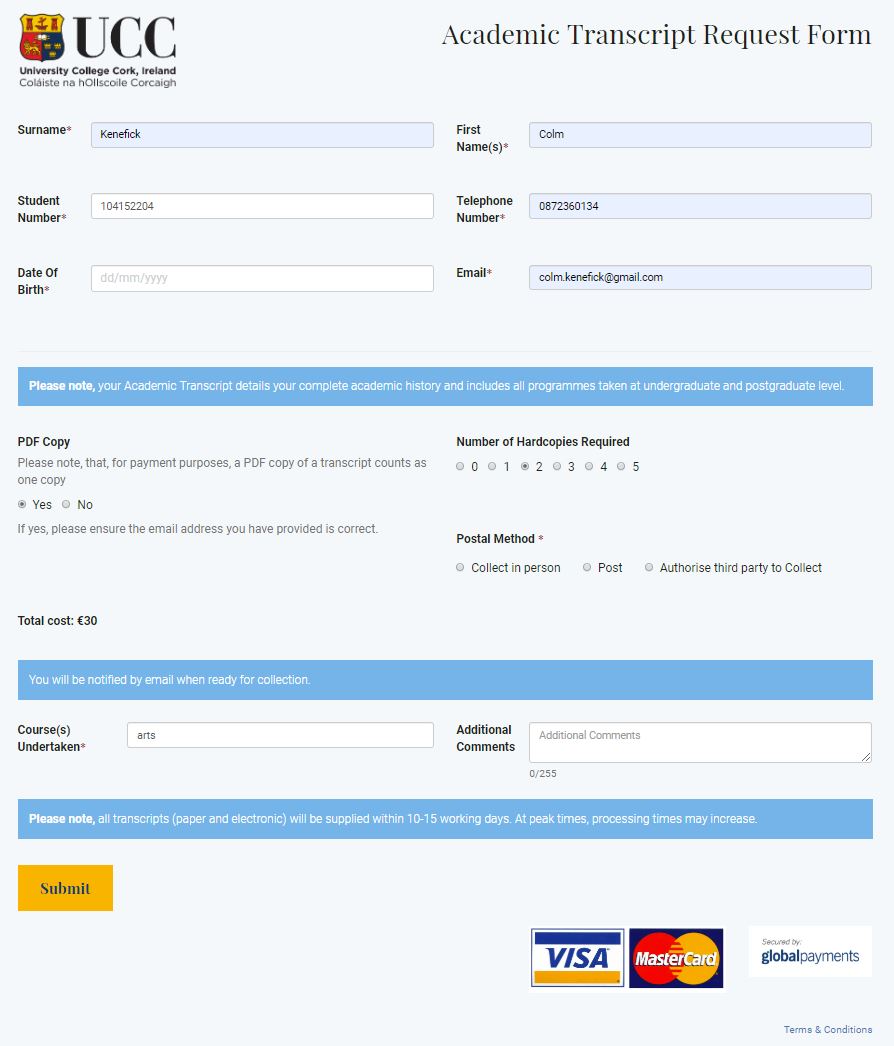 UCC
University College Cork, Ireland
Coláiste na hOllscoile Corcaigh
Academic Transcript Request Form
Surname*
Kenefick
First
Name(s)*
Colm
Student
Number*
104152204
Telephone
Number*
0872360134
Date Of
Birth*
dd/mm/yyyy
Email*
colm.kenefick@gmail.com
Please note, your Academic Transcript details your complete academic history and includes all programmes taken at undergraduate and postgraduate level.
PDF Copy
Please note, that, for payment purposes, a PDF copy of a transcript counts as
one copy
Yes No
If yes, please ensure the email address you have provided is correct.
Number of Hardcopies Required
0 1 2 3 4 5
Postal Method *
Collect in person Post Authorise third party to Collect
Total cost: €30
You will be notified by email when ready for collection.
Course(s)
Undertaken*
arts
Additional
Comments
Additional Comments
0/255
Please note, all transcripts (paper and electronic) will be supplied within 10-15 working days. At peak times, processing times may increase.
Submit
VISA
MasterCard
Secured by:
globalpayments
Terms & Conditions